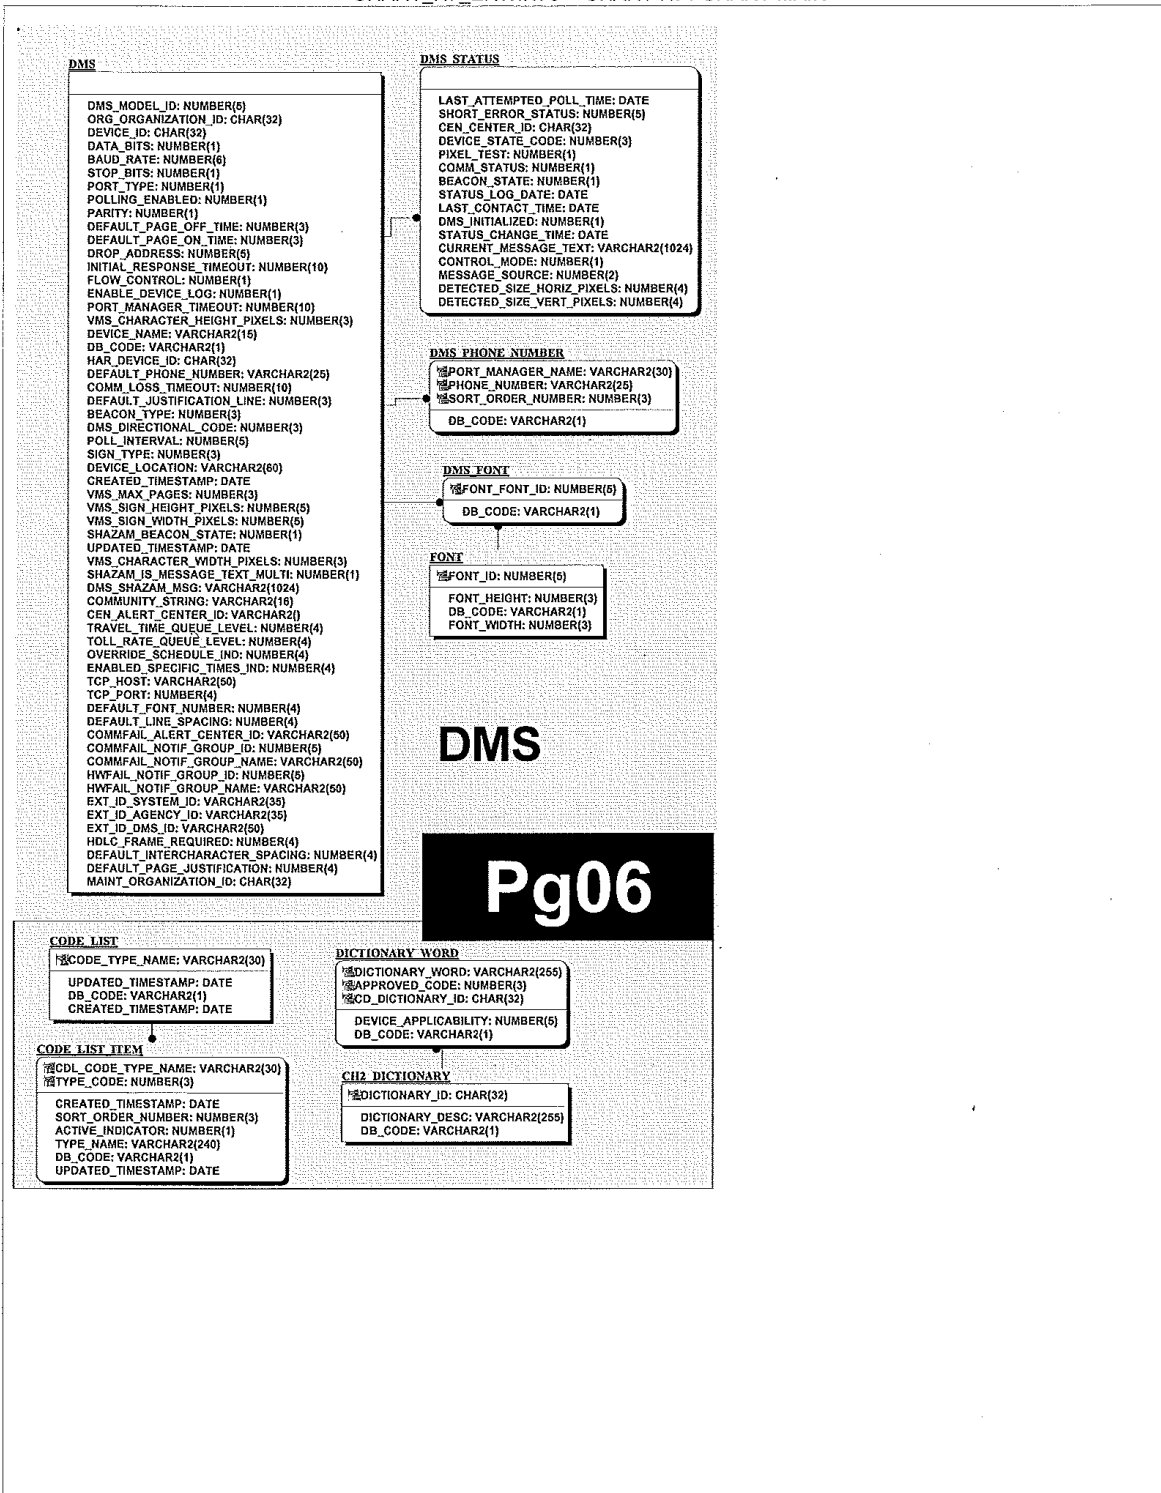 DMS
DMS_MODEL_ID: NUMBER(5)
ORG_ORGANIZATION_ID: CHAR(32)
DEVICE_ID: CHAR(32)
DATA_BITS: NUMBER(1)
BAUD_RATE: NUMBER(6)
STOP_BITS: NUMBER(1)
PORT_TYPE: NUMBER(1)
POLLING_ENABLED: NUMBER(1)
PARITY: NUMBER(1)
DEFAULT_PAGE_OFF_TIME: NUMBER(3)
DEFAULT_PAGE_ON_TIME: NUMBER(3)
DROP_ADDRESS: NUMBER(5)
INITIAL_RESPONSE_TIMEOUT: NUMBER(10)
FLOW_CONTROL: NUMBER(1)
ENABLE_DEVICE_LOG: NUMBER(1)
PORT_MANAGER_TIMEOUT: NUMBER(10)
VMS_CHARACTER_HEIGHT_PIXELS: NUMBER(3)
DEVICE_NAME: VARCHAR2(15)
DB_CODE: VARCHAR2(1)
HAR_DEVICE_ID: CHAR(32)
DEFAULT_PHONE_NUMBER: VARCHAR2(25)
COMM_LOSS_TIMEOUT: NUMBER(10)
DEFAULT_JUSTIFICATION_LINE: NUMBER(3)
BEACON_TYPE: NUMBER(3)
DMS_DIRECTIONAL_CODE: NUMBER(3)
POLL_INTERVAL: NUMBER(5)
SIGN_TYPE: NUMBER(3)
DEVICE_LOCATION: VARCHAR2(60)
CREATED_TIMESTAMP: DATE
VMS_MAX_PAGES: NUMBER(3)
VMS_SIGN_HEIGHT_PIXELS: NUMBER(5)
VMS_SIGN_WIDTH_PIXELS: NUMBER(5)
SHAZAM_BEACON_STATE: NUMBER(1)
UPDATED_TIMESTAMP: DATE
VMS_CHARACTER_WIDTH_PIXELS: NUMBER(3)
SHAZAM_IS_MESSAGE_TEXT_MULTI: NUMBER(1)
DMS_SHAZAM_MSG: VARCHAR2(1024)
COMMUNITY_STRING: VARCHAR2(16)
CEN_ALERT_CENTER_ID: VARCHAR2()
TRAVEL_TIME_QUEUE_LEVEL: NUMBER(4)
TOLL_RATE_QUEUE_LEVEL: NUMBER(4)
OVERRIDE_SCHEDULE_IND: NUMBER(4)
ENABLED_SPECIFIC_TIMES_IND: NUMBER(4)
TCP_HOST: VARCHAR2(50)
TCP_PORT: NUMBER(4)
DEFAULT_FONT_NUMBER: NUMBER(4)
DEFAULT_LINE_SPACING: NUMBER(4)
COMMFAIL_ALERT_CENTER_ID: VARCHAR2(50)
COMMFAIL_NOTIF_GROUP_ID: NUMBER(5)
COMMFAIL_NOTIF_GROUP_NAME: VARCHAR2(50)
HWFAIL_NOTIF_GROUP_ID: NUMBER(5)
HWFAIL_NOTIF_GROUP_NAME: VARCHAR2(50)
EXT_ID_SYSTEM_ID: VARCHAR2(35)
EXT_ID_AGENCY_ID: VARCHAR2(35)
EXT_ID_DMS_ID: VARCHAR2(50)
HDLC_FRAME_REQUIRED: NUMBER(4)
DEFAULT_INTERCHARACTER_SPACING: NUMBER(4)
DEFAULT_PAGE_JUSTIFICATION: NUMBER(4)
MAINT_ORGANIZATION_ID: CHAR(32)
DMS STATUS
LAST_ATTEMPTED_POLL_TIME: DATE
SHORT_ERROR_STATUS: NUMBER(5)
CEN_CENTER_ID: CHAR(32)
DEVICE_STATE_CODE: NUMBER(3)
PIXEL_TEST: NUMBER(1)
COMM_STATUS: NUMBER(1)
BEACON_STATE: NUMBER(1)
STATUS_LOG_DATE: DATE
LAST_CONTACT_TIME: DATE
DMS_INITIALIZED: NUMBER(1)
STATUS_CHANGE_TIME: DATE
CURRENT_MESSAGE_TEXT: VARCHAR2(1024)
CONTROL_MODE: NUMBER(1)
MESSAGE_SOURCE: NUMBER(2)
DETECTED_SIZE_HORIZ_PIXELS: NUMBER(4)
DETECTED_SIZE_VERT_PIXELS: NUMBER(4)
DMS PHONE NUMBER
PORT_MANAGER_NAME: VARCHAR2(30)
PHONE_NUMBER: VARCHAR2(25)
SORT_ORDER_NUMBER: NUMBER(3)
DB_CODE: VARCHAR2(1)
DMS FONT
FONT_FONT_ID: NUMBER(5)
DB_CODE: VARCHAR2(1)
FONT
FONT_ID: NUMBER(5)
FONT_HEIGHT: NUMBER(3)
DB_CODE: VARCHAR2(1)
FONT_WIDTH: NUMBER(3)
DMS
Pg06
CODE LIST
CODE_TYPE_NAME: VARCHAR2(30)
UPDATED_TIMESTAMP: DATE
DB_CODE: VARCHAR2(1)
CREATED_TIMESTAMP: DATE
CODE LIST ITEM
CDL_CODE_TYPE_NAME: VARCHAR2(30)
TYPE_CODE: NUMBER(3)
CREATED_TIMESTAMP: DATE
SORT_ORDER_NUMBER: NUMBER(3)
ACTIVE_INDICATOR: NUMBER(1)
TYPE_NAME: VARCHAR2(240)
DB_CODE: VARCHAR2(1)
UPDATED_TIMESTAMP: DATE
DICTIONARY WORD
DICTIONARY_WORD: VARCHAR2(255)
APPROVED_CODE: NUMBER(3)
CD_DICTIONARY_ID: CHAR(32)
DEVICE_APPLICABILITY: NUMBER(5)
DB_CODE: VARCHAR2(1)
CH2 DICTIONARY
DICTIONARY_ID: CHAR(32)
DICTIONARY_DESC: VARCHAR2(255)
DB_CODE: VARCHAR2(1)